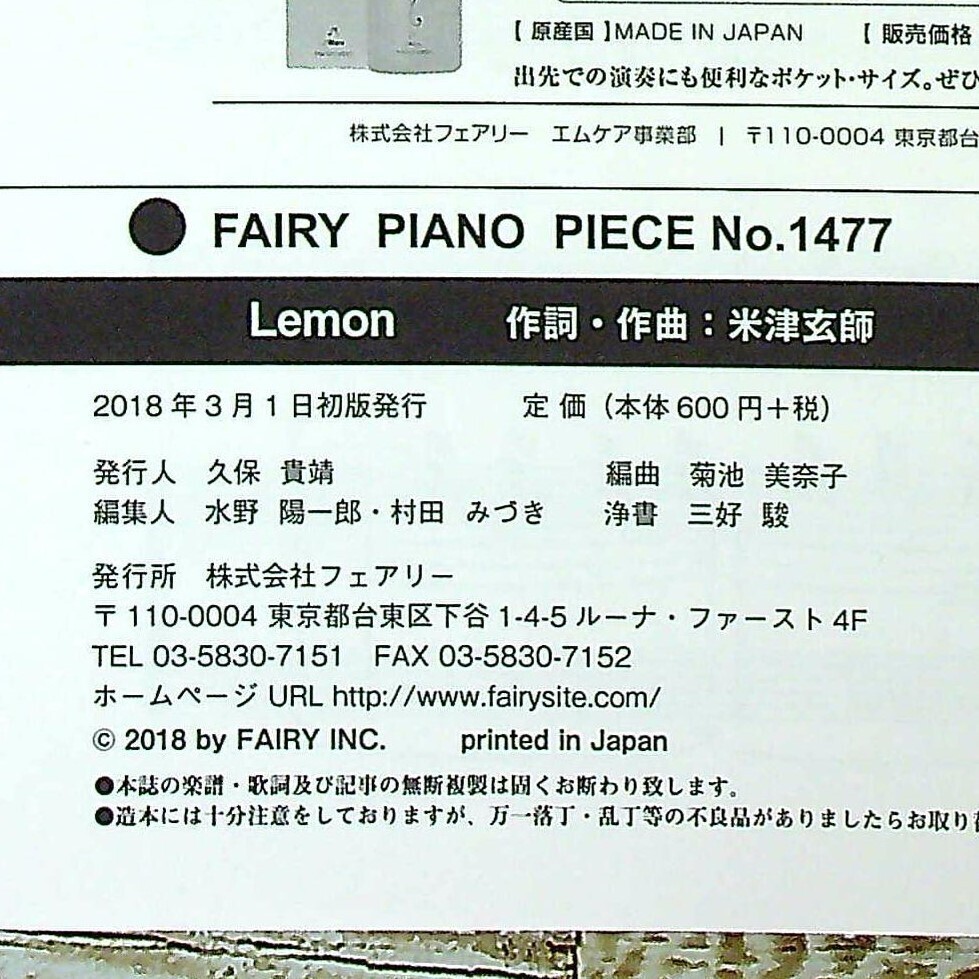 【 原産国 】MADE IN JAPAN 【 販売価格
出先での演奏にも便利なポケット・サイズ。ぜひ
株式会社フェアリー エムケア事業部 | 〒110-0004 東京都台
● FAIRY PIANO PIECE No.1477
Lemon 作詞・作曲：米津玄師
2018年3月1日初版発行 定 価（本体600円＋税）
発行人 久保 貴靖 編曲 菊池 美奈子
編集人 水野 陽一郎・村田 みづき 浄書 三好 駿
発行所 株式会社フェアリー
〒110-0004 東京都台東区下谷1-4-5ルーナ・ファースト4F
TEL 03-5830-7151 FAX 03-5830-7152
ホームページ URL http://www.fairysite.com/
© 2018 by FAIRY INC. printed in Japan
●本誌の楽譜・歌詞及び記事の無断複製は固くお断わり致します。
●造本には十分注意をしておりますが、万一落丁・乱丁等の不良品がありましたらお取り